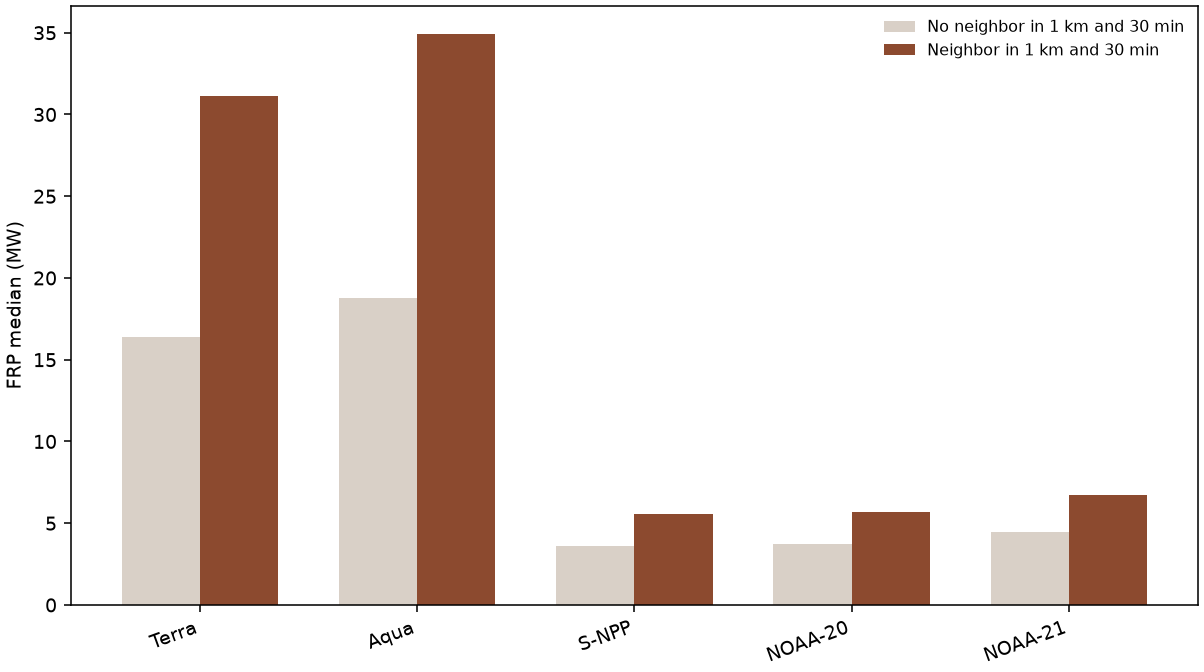 No neighbor in 1 km and 30 min
Neighbor in 1 km and 30 min
FRP median (MW)
35
30
25
20
15
10
5
0
Terra
Aqua
S-NPP
NOAA-20
NOAA-21